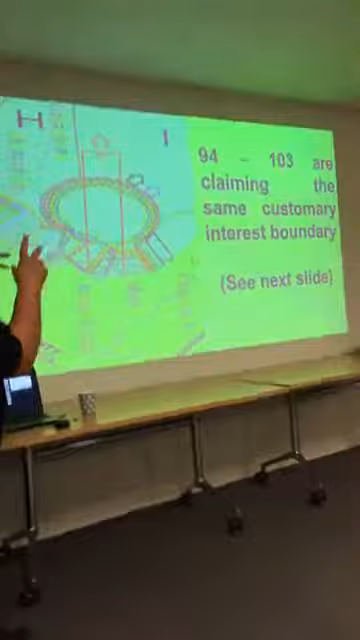 H
I
94 - 103 are
claiming the
same customary
interest boundary
(See next slide)